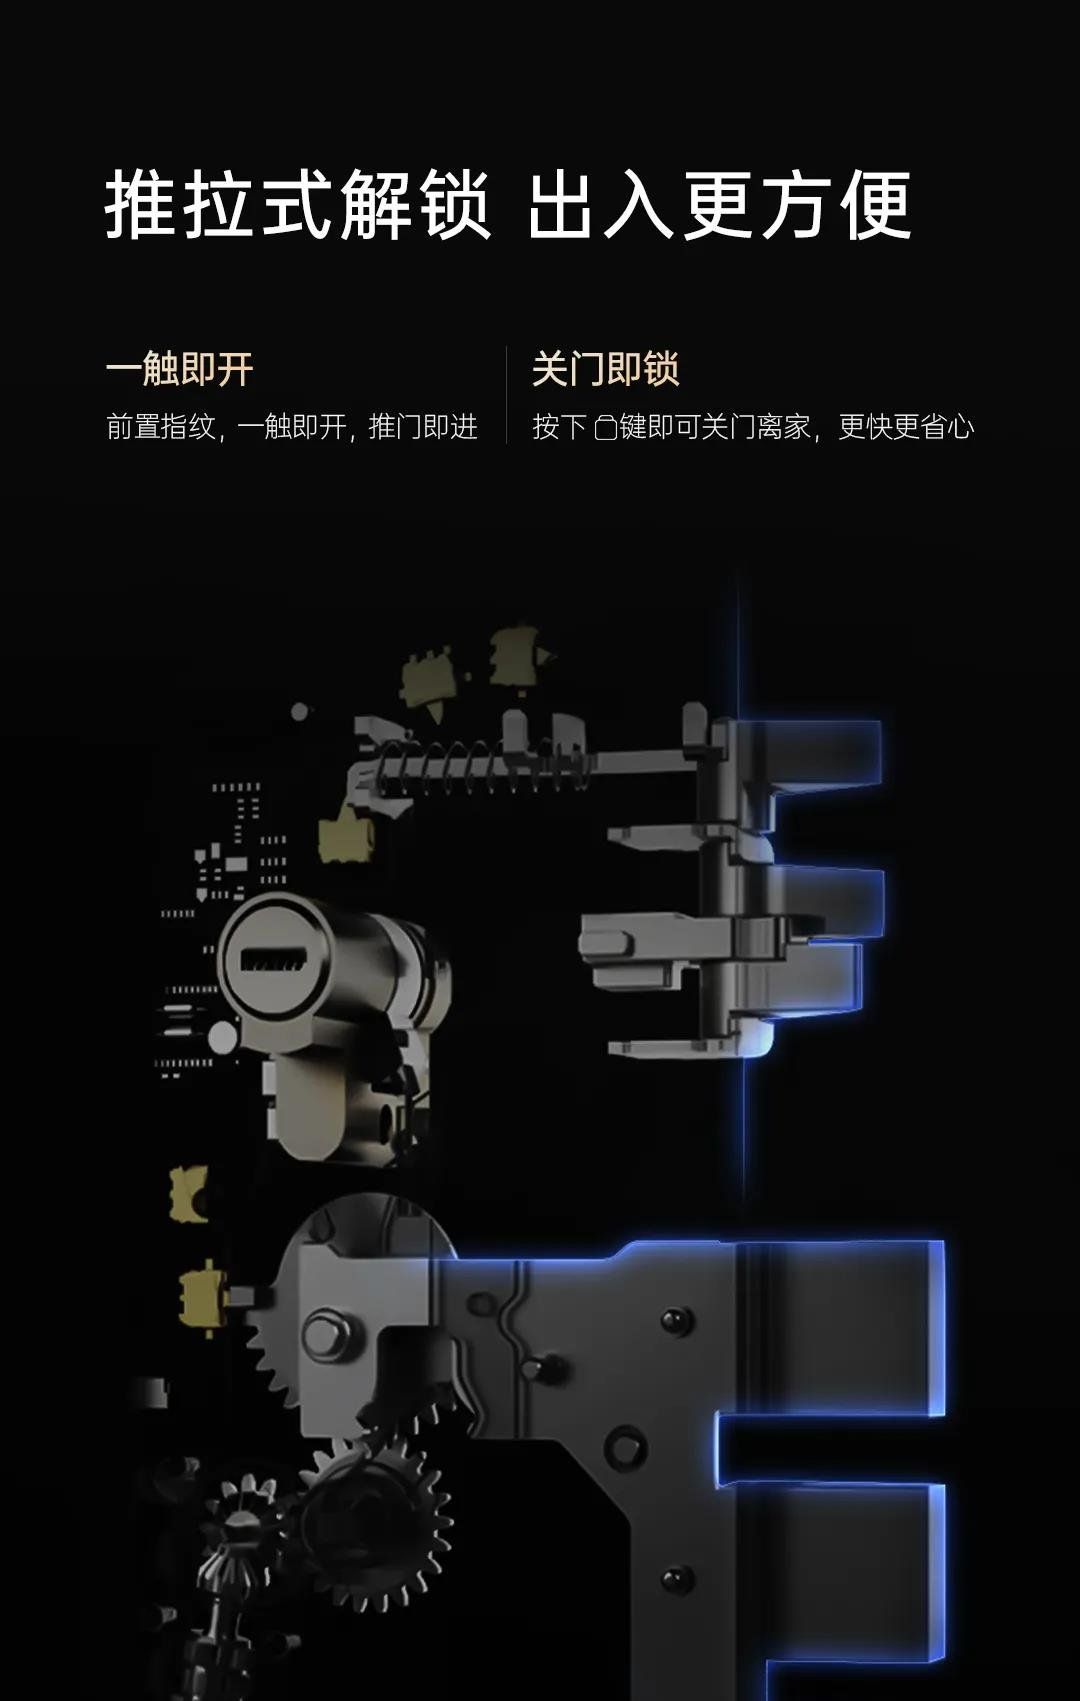 推拉式解锁 出入更方便
一触即开
前置指纹，一触即开，推门即进
关门即锁
按下 键即可关门离家，更快更省心